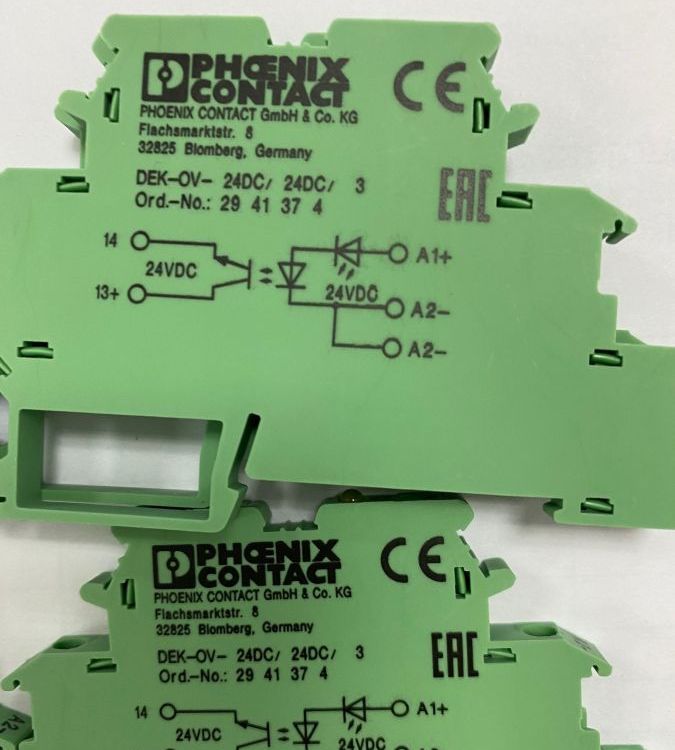 PHŒNIX
CONTACT
CE
PHOENIX CONTACT GmbH & Co. KG
Flachsmarktstr. 8
32825 Blomberg, Germany
DEK-OV- 24DC/ 24DC/ 3
Ord.-No.: 29 41 37 4
EAC
14
24VDC
13+
A1+
24VDC
A2-
A2-
PHŒNIX
CONTACT
CE
PHOENIX CONTACT GmbH & Co. KG
Flachsmarktstr. 8
32825 Blomberg, Germany
DEK-OV- 24DC/ 24DC/ 3
Ord.-No.: 29 41 37 4
EAC
14
A1+
24VDC
24VDC